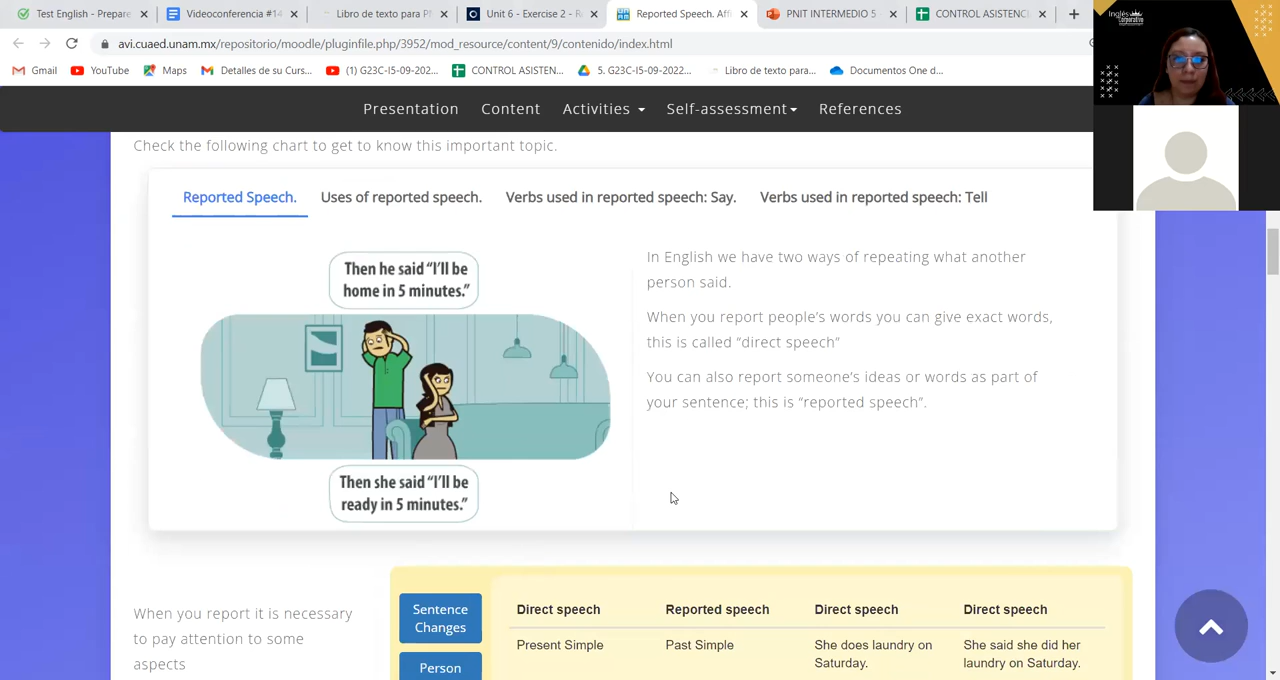 Test English - Prepare
Videoconferencia #14
Libro de texto para PI
Unit 6 - Exercise 2 - R
Reported Speech. Aff
PNIT INTERMEDIO 5
CONTROL ASISTENC
avi.cuaed.unam.mx/repositorio/moodle/pluginfile.php/3952/mod_resource/content/9/contenido/index.html
Gmail
YouTube
Maps
Detalles de su Curs...
(1) G23C-I5-09-202...
CONTROL ASISTEN...
5. G23C-I5-09-2022...
Libro de texto para...
Documentos One d...
Inglés
Corporativo
Presentation
Content
Activities
Self-assessment
References
Check the following chart to get to know this important topic.
Reported Speech.
Uses of reported speech.
Verbs used in reported speech: Say.
Verbs used in reported speech: Tell
Then he said “I’ll be
home in 5 minutes.”
Then she said “I’ll be
ready in 5 minutes.”
In English we have two ways of repeating what another
person said.
When you report people’s words you can give exact words,
this is called “direct speech”
You can also report someone’s ideas or words as part of
your sentence; this is “reported speech”.
When you report it is necessary
to pay attention to some
aspects
Sentence
Changes
Person
Direct speech
Reported speech
Direct speech
Direct speech
Present Simple
Past Simple
She does laundry on
Saturday.
She said she did her
laundry on Saturday.